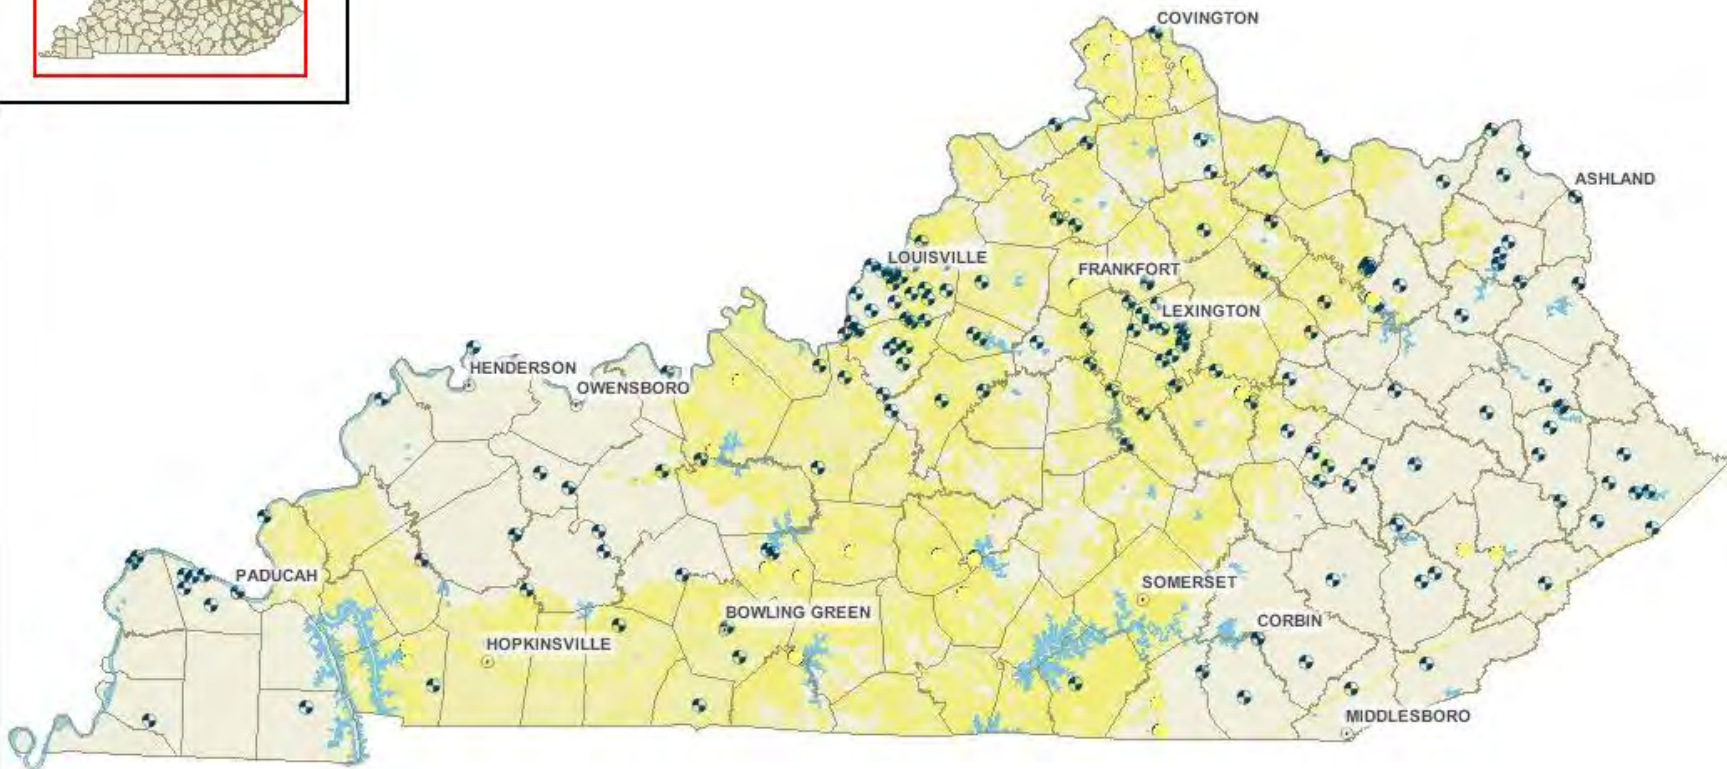 COVINGTON
ASHLAND
LOUISVILLE
FRANKFORT
LEXINGTON
HENDERSON
OWENSBORO
PADUCAH
SOMERSET
BOWLING GREEN
CORBIN
HOPKINSVILLE
MIDDLESBORO